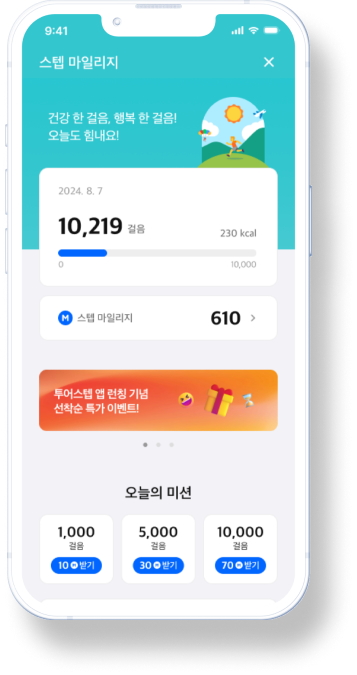 9:41
스텝 마일리지
건강 한 걸음, 행복 한 걸음!
오늘도 힘내요!
2024. 8. 7
10,219 걸음
230 kcal
0
10,000
M 스텝 마일리지
610
투어스텝 앱 런칭 기념
선착순 특가 이벤트!
오늘의 미션
1,000
걸음
10 M 받기
5,000
걸음
30 M 받기
10,000
걸음
70 M 받기